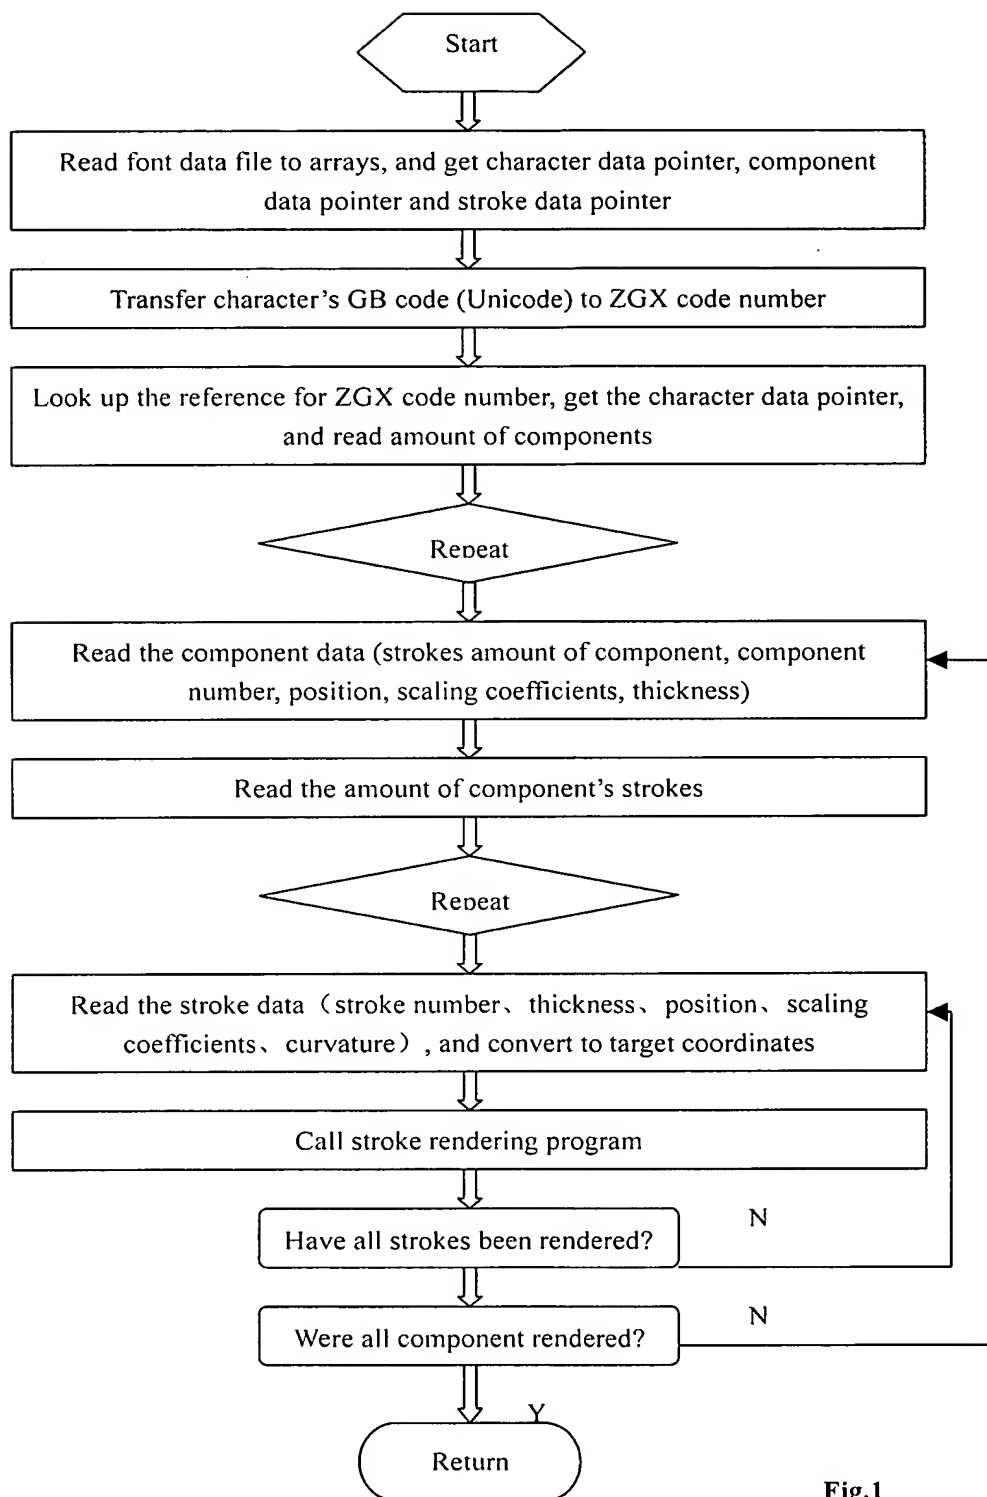 Start
Read font data file to arrays, and get character data pointer, component
data pointer and stroke data pointer
Transfer character's GB code (Unicode) to ZGX code number
Look up the reference for ZGX code number, get the character data pointer,
and read amount of components
Repeat
Read the component data (strokes amount of component, component
number, position, scaling coefficients, thickness)
Read the amount of component's strokes
Repeat
Read the stroke data（stroke number、thickness、position、scaling
coefficients、curvature）, and convert to target coordinates
Call stroke rendering program
N
Have all strokes been rendered?
N
Were all component rendered?
Y
Return
Fig.1